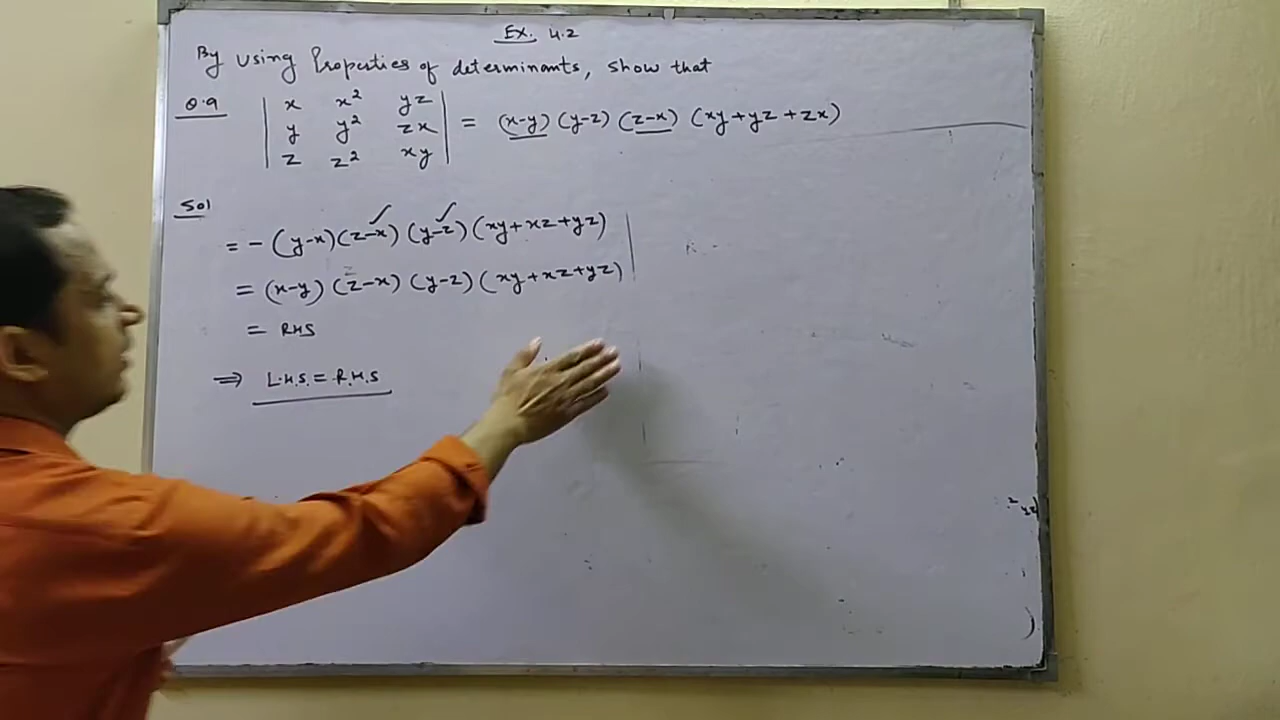 Ex. 4.2
By using Properties of determinants, show that
Q.9 | x x² yz |
| y y² zx | = (x-y)(y-z)(z-x)(xy+yz+zx)
| z z² xy |
Sol
= -(y-x)(z-x)(y-z)(xy+xz+yz)
= (x-y)(z-x)(y-z)(xy+xz+yz)
= RHS
⇒ L.H.S. = R.H.S